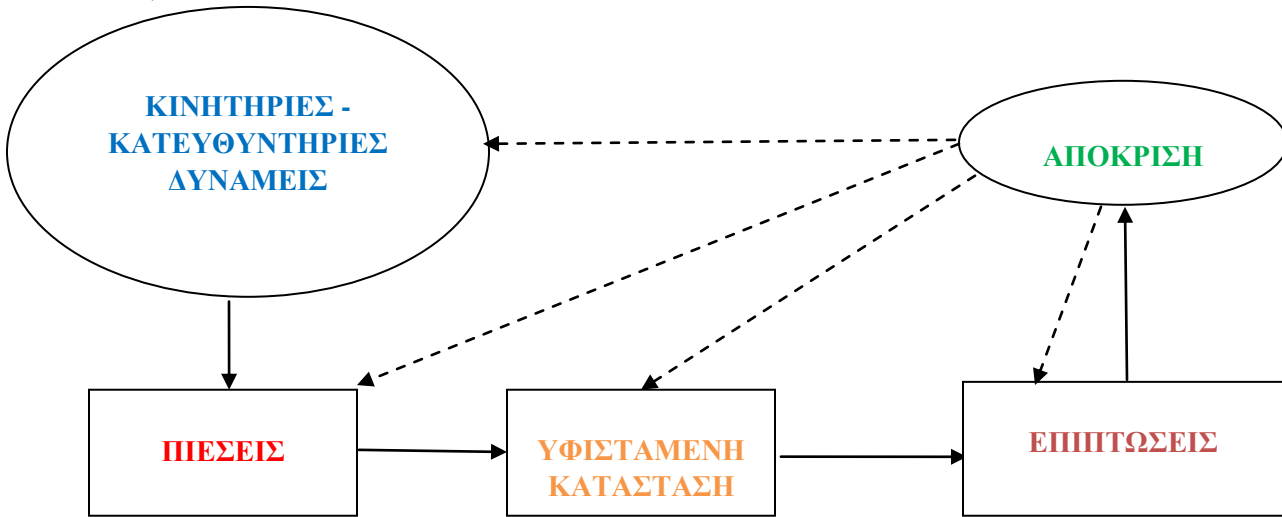 ΚΙΝΗΤΗΡΙΕΣ -
ΚΑΤΕΥΘΥΝΤΗΡΙΕΣ
ΔΥΝΑΜΕΙΣ
ΑΠΟΚΡΙΣΗ
ΠΙΕΣΕΙΣ
ΥΦΙΣΤΑΜΕΝΗ
ΚΑΤΑΣΤΑΣΗ
ΕΠΙΠΤΩΣΕΙΣ